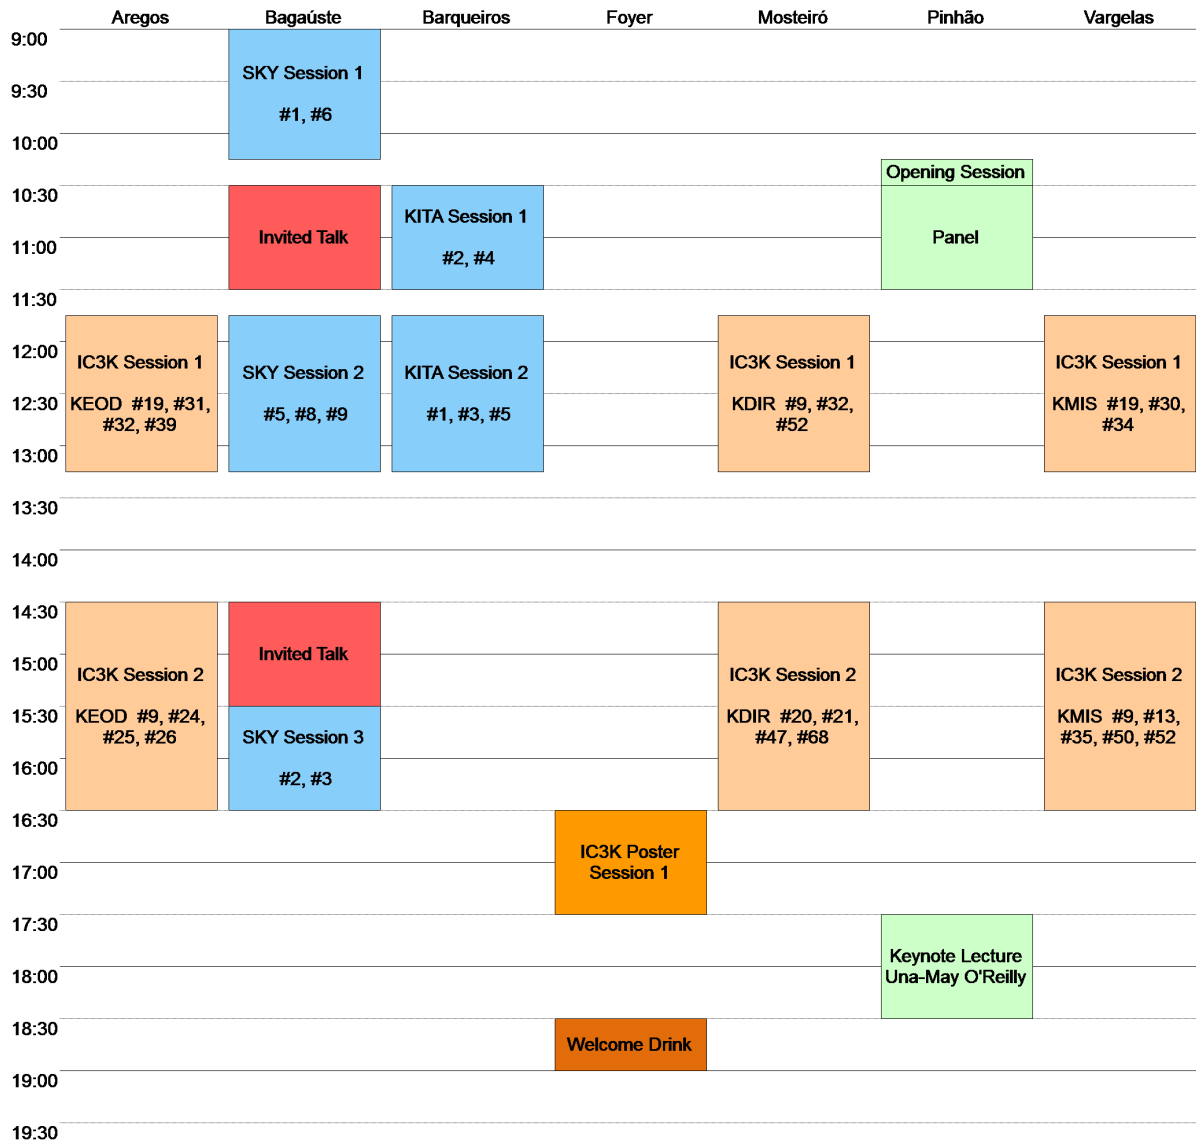 Aregos
Bagaúste
Barqueiros
Foyer
Mosteiró
Pinhão
Vargelas
9:00
SKY Session 1
9:30
#1, #6
10:00
Opening Session
10:30
KITA Session 1
Invited Talk
Panel
11:00
#2, #4
11:30
12:00
IC3K Session 1
KEOD #19, #31,
#32, #39
SKY Session 2
#5, #8, #9
KITA Session 2
#1, #3, #5
IC3K Session 1
KDIR #9, #32,
#52
IC3K Session 1
KMIS #19, #30,
#34
12:30
13:00
13:30
14:00
14:30
Invited Talk
15:00
IC3K Session 2
KEOD #9, #24,
#25, #26
IC3K Session 2
KDIR #20, #21,
#47, #68
IC3K Session 2
KMIS #9, #13,
#35, #50, #52
15:30
SKY Session 3
16:00
#2, #3
16:30
IC3K Poster
Session 1
17:00
17:30
Keynote Lecture
Una-May O'Reilly
18:00
18:30
Welcome Drink
19:00
19:30